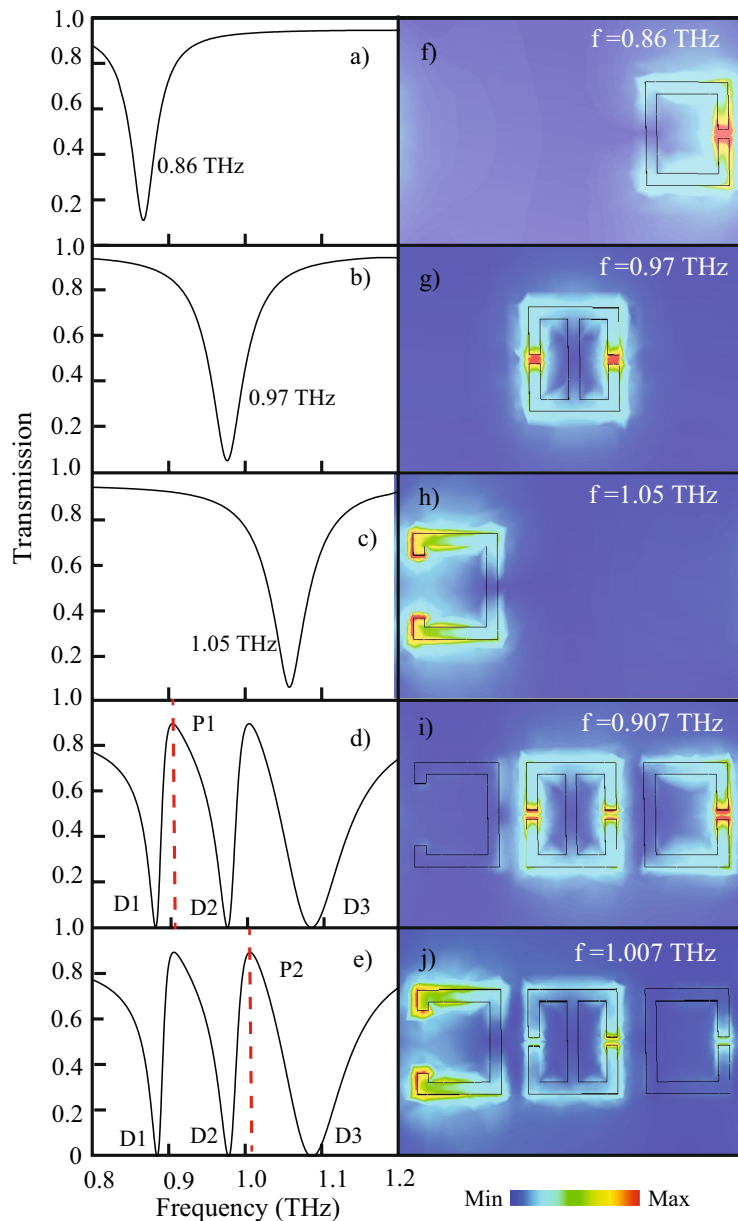 1.0
0.8
0.6
0.4
0.2
a)
0.86 THz
f)
f =0.86 THz
1.0
0.8
0.6
0.4
0.2
b)
0.97 THz
g)
f =0.97 THz
1.0
0.8
0.6
0.4
0.2
c)
1.05 THz
h)
f =1.05 THz
1.0
0.8
0.6
0.4
0.2
P1
d)
D1
D2
D3
i)
f =0.907 THz
1.0
0.8
0.6
0.4
0.2
0
P2
e)
D1
D2
D3
j)
f =1.007 THz
Transmission
0.8
0.9
1.0
1.1
1.2
Frequency (THz)
Min
Max